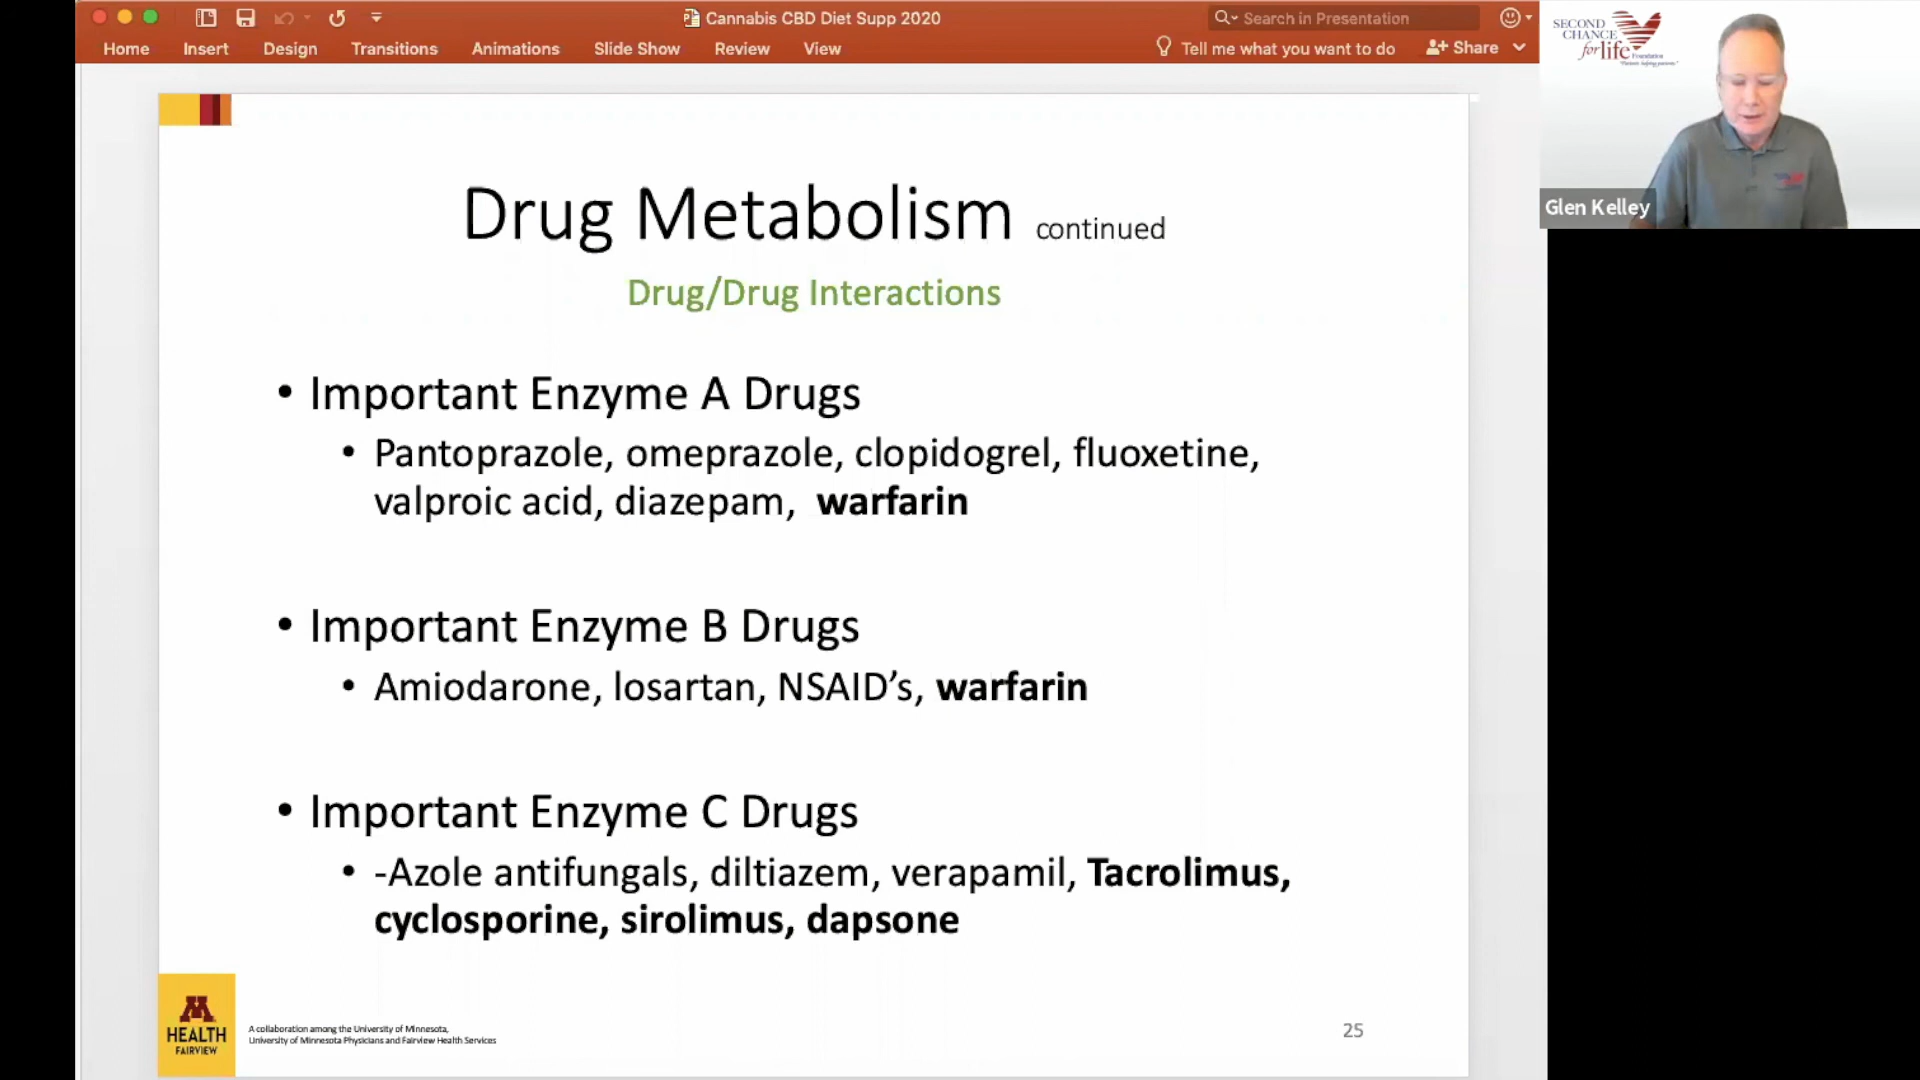 Cannabis CBD Diet Supp 2020
Search in Presentation
Home Insert Design Transitions Animations Slide Show Review View
Tell me what you want to do
Share
SECOND
CHANCE
for life
Foundation
"Patients helping patients"
Glen Kelley
Drug Metabolism continued
Drug/Drug Interactions
• Important Enzyme A Drugs
• Pantoprazole, omeprazole, clopidogrel, fluoxetine,
valproic acid, diazepam, warfarin
• Important Enzyme B Drugs
• Amiodarone, losartan, NSAID’s, warfarin
• Important Enzyme C Drugs
• -Azole antifungals, diltiazem, verapamil, Tacrolimus,
cyclosporine, sirolimus, dapsone
M
HEALTH
FAIRVIEW
A collaboration among the University of Minnesota,
University of Minnesota Physicians and Fairview Health Services
25